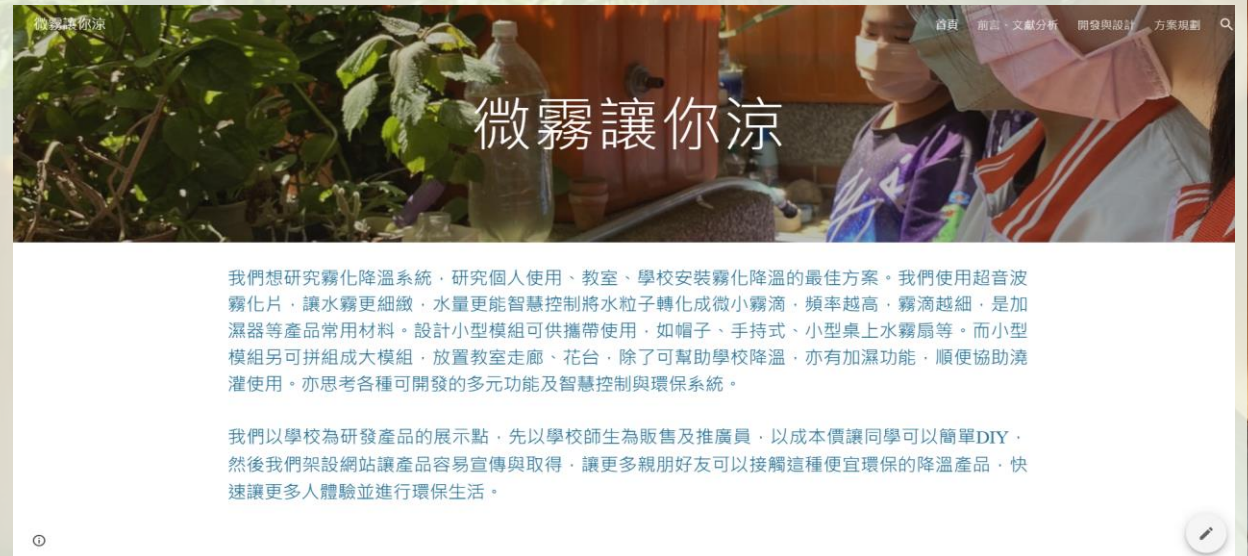 微霧讓你涼
首頁 前言、文獻分析 開發與設計 方案規劃
微霧讓你涼
我們想研究霧化降溫系統，研究個人使用、教室、學校安裝霧化降溫的最佳方案。我們使用超音波
霧化片，讓水霧更細緻，水量更能智慧控制將水粒子轉化成微小霧滴，頻率越高，霧滴越細，是加
濕器等產品常用材料。設計小型模組可供攜帶使用，如帽子、手持式、小型桌上水霧扇等。而小型
模組另可拼組成大模組，放置教室走廊、花台，除了可幫助學校降溫，亦有加濕功能，順便協助澆
灌使用。亦思考各種可開發的多元功能及智慧控制與環保系統。
我們以學校為研發產品的展示點，先以學校師生為販售及推廣員，以成本價讓同學可以簡單DIY，
然後我們架設網站讓產品容易宣傳與取得，讓更多親朋好友可以接觸這種便宜環保的降溫產品，快
速讓更多人體驗並進行環保生活。